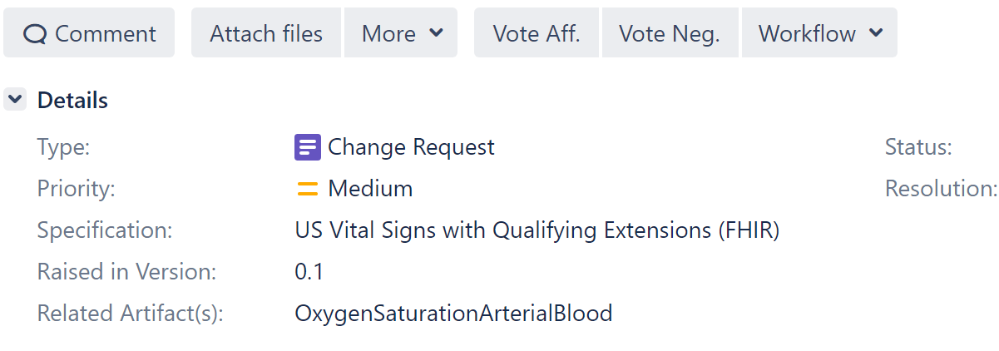 Comment Attach files More Vote Aff. Vote Neg. Workflow
Details
Type: Change Request Status:
Priority: Medium Resolution:
Specification: US Vital Signs with Qualifying Extensions (FHIR)
Raised in Version: 0.1
Related Artifact(s): OxygenSaturationArterialBlood